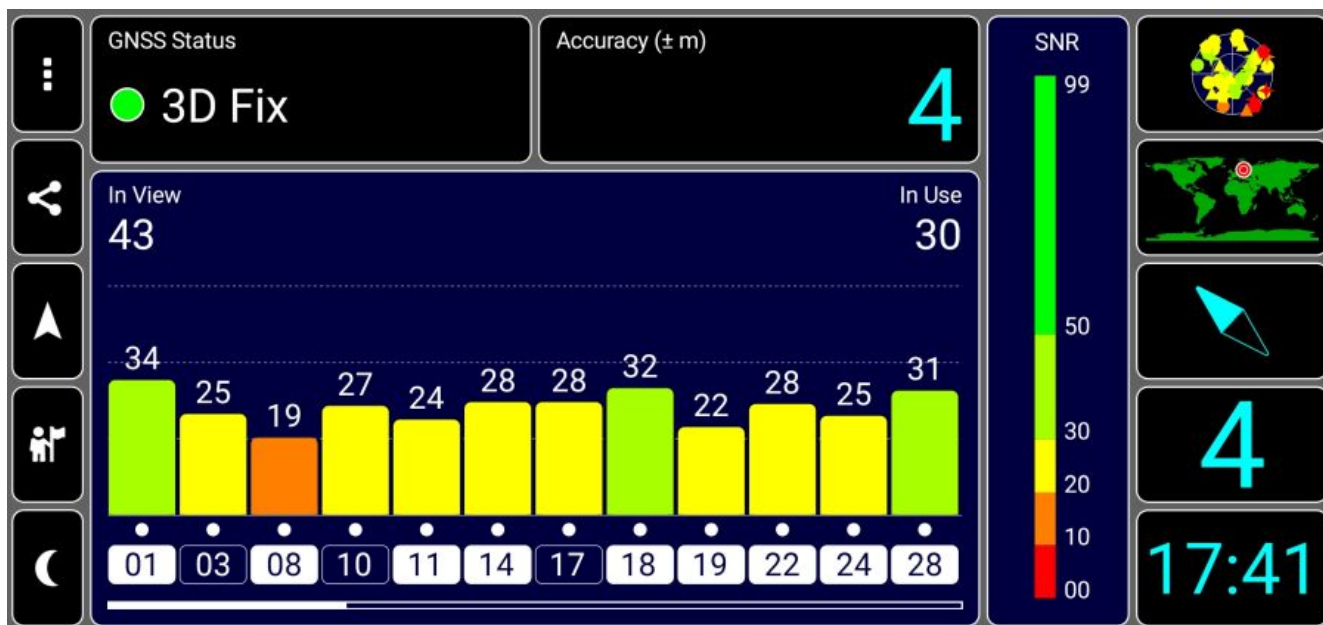 GNSS Status
3D Fix
Accuracy (± m)
4
In View
43
In Use
30
34 25 19 27 24 28 28 32 22 28 25 31
01 03 08 10 11 14 17 18 19 22 24 28
SNR
99
50
30
20
10
00
4
17:41